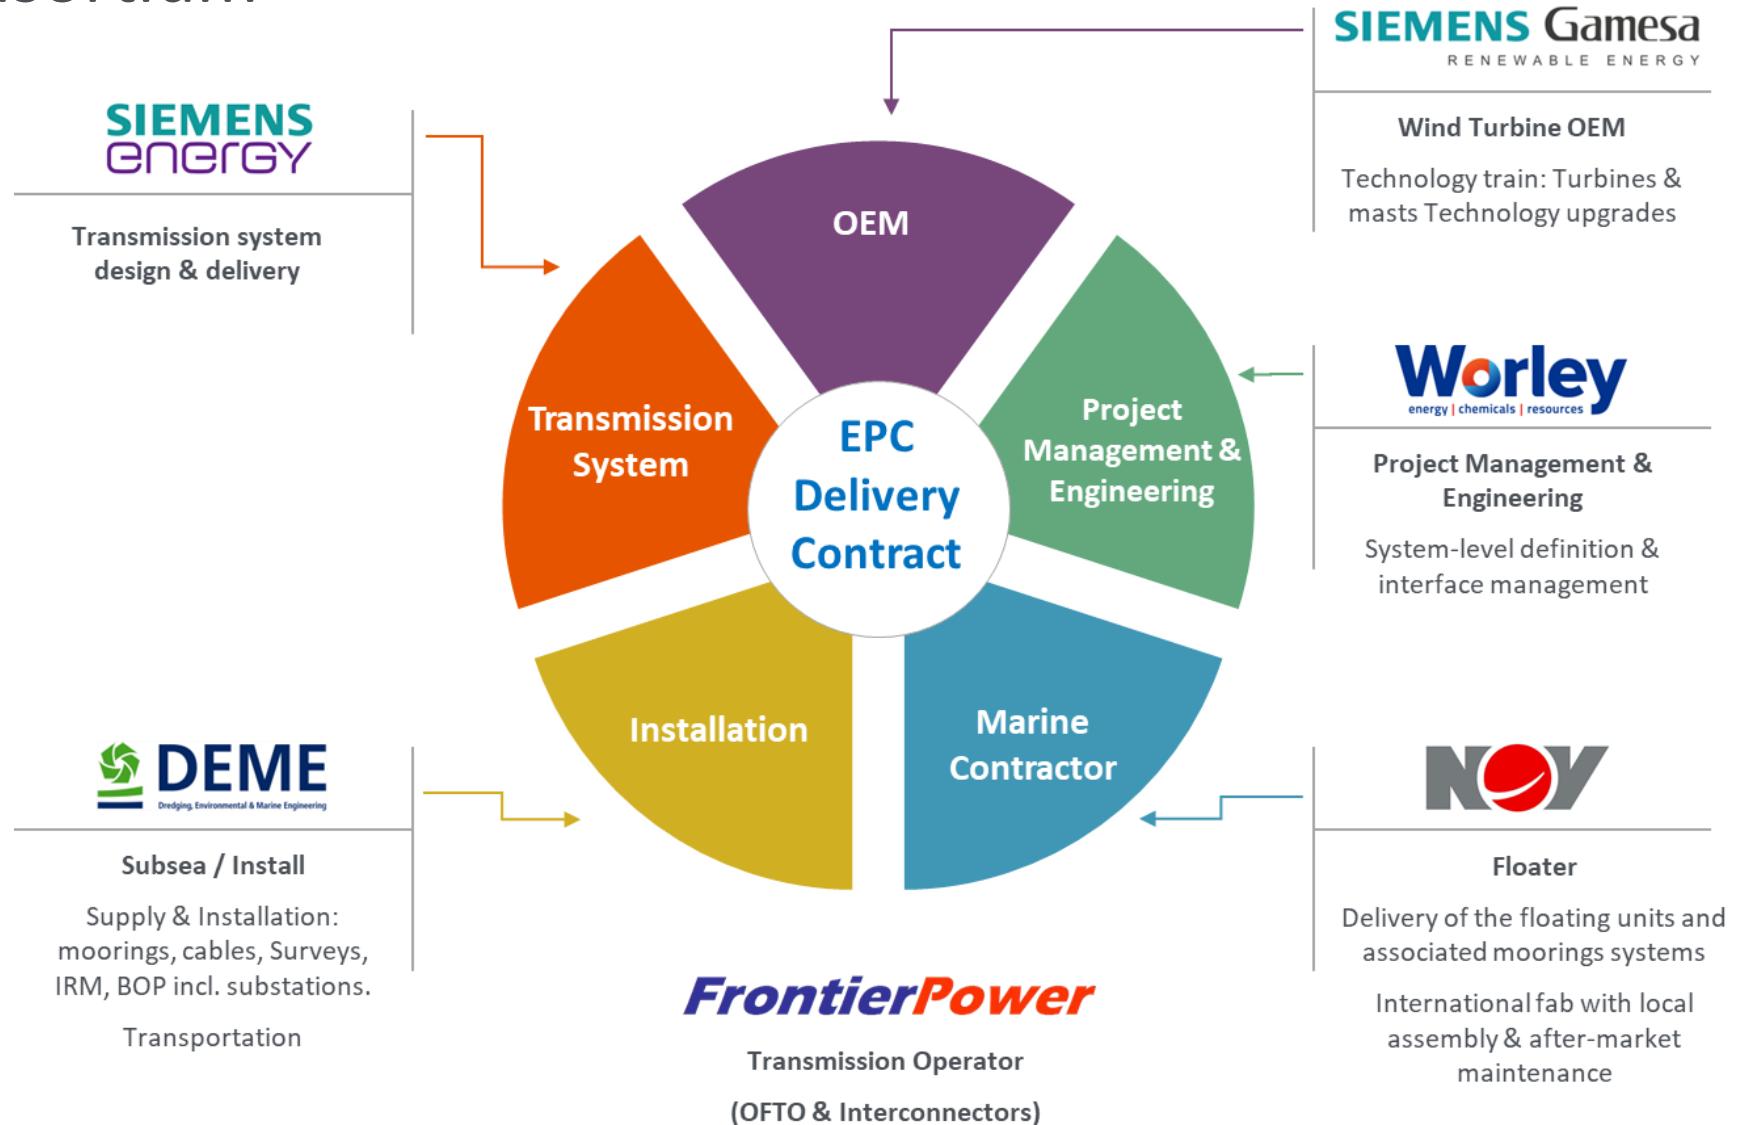 SIEMENS Gamesa
RENEWABLE ENERGY
Wind Turbine OEM
Technology train: Turbines &
masts Technology upgrades
SIEMENS
energy
Transmission system
design & delivery
OEM
Transmission
System
Project
Management &
Engineering
EPC
Delivery
Contract
Installation
Marine
Contractor
Worley
energy | chemicals | resources
Project Management &
Engineering
System-level definition &
interface management
DEME
Dredging, Environmental & Marine Engineering
Subsea / Install
Supply & Installation:
moorings, cables, Surveys,
IRM, BOP incl. substations.
Transportation
NOV
Floater
Delivery of the floating units and
associated moorings systems
International fab with local
assembly & after-market
maintenance
FrontierPower
Transmission Operator
(OFTO & Interconnectors)